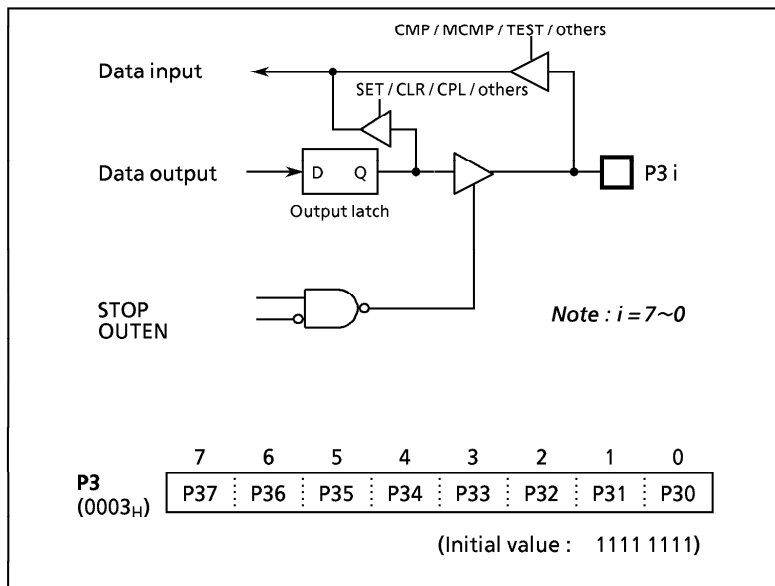 CMP / MCMP / TEST / others
Data input
SET / CLR / CPL / others
Data output
D Q
P3 i
Output latch
STOP
OUTEN
Note : i = 7~0
7 6 5 4 3 2 1 0
P3
(0003H)
P37 P36 P35 P34 P33 P32 P31 P30
(Initial value : 1111 1111)